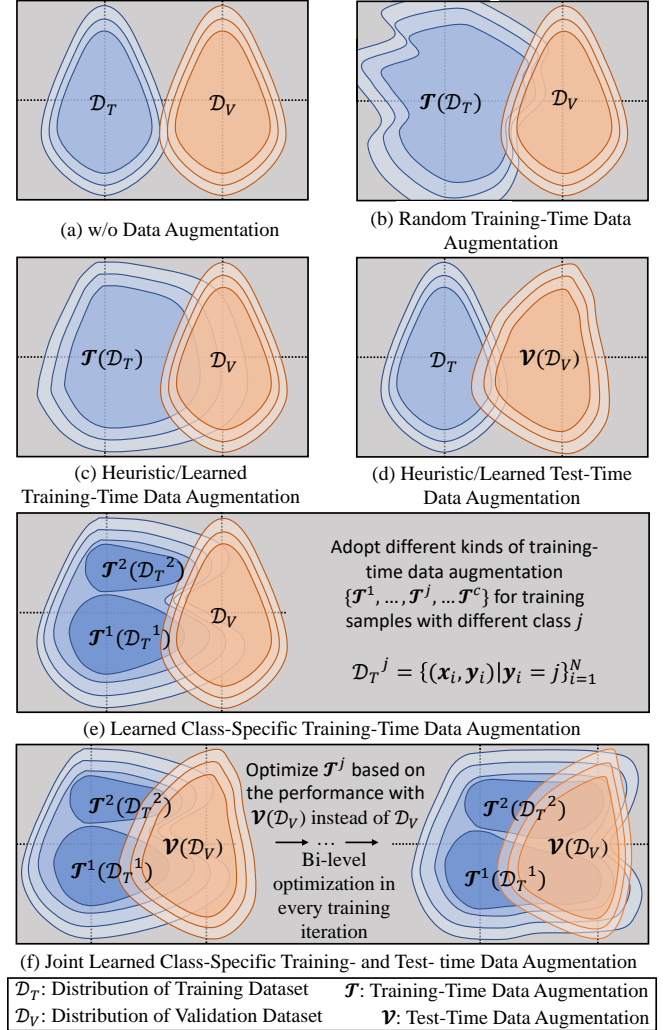 𝒟_T
𝒟_V
(a) w/o Data Augmentation
𝓣(𝒟_T)
𝒟_V
(b) Random Training-Time Data
Augmentation
𝓣(𝒟_T)
𝒟_V
(c) Heuristic/Learned
Training-Time Data Augmentation
𝒟_T
𝓥(𝒟_V)
(d) Heuristic/Learned Test-Time
Data Augmentation
𝓣²(𝒟_T²)
𝓣¹(𝒟_T¹)
𝒟_V
Adopt different kinds of training-
time data augmentation
{𝓣¹, … , 𝓣ʲ, … 𝓣ᶜ} for training
samples with different class j
𝒟_Tʲ = {(𝒙_i, 𝒚_i)|𝒚_i = j}_{i=1}^N
(e) Learned Class-Specific Training-Time Data Augmentation
𝓣²(𝒟_T²)
𝓣¹(𝒟_T¹)
𝓥(𝒟_V)
Optimize 𝓣ʲ based on
the performance with
𝓥(𝒟_V) instead of 𝒟_V
⟶ … ⟶
Bi-level
optimization in
every training
iteration
𝓣²(𝒟_T²)
𝓣¹(𝒟_T¹)
𝓥(𝒟_V)
(f) Joint Learned Class-Specific Training- and Test- time Data Augmentation
𝒟_T: Distribution of Training Dataset
𝓣: Training-Time Data Augmentation
𝒟_V: Distribution of Validation Dataset
𝓥: Test-Time Data Augmentation